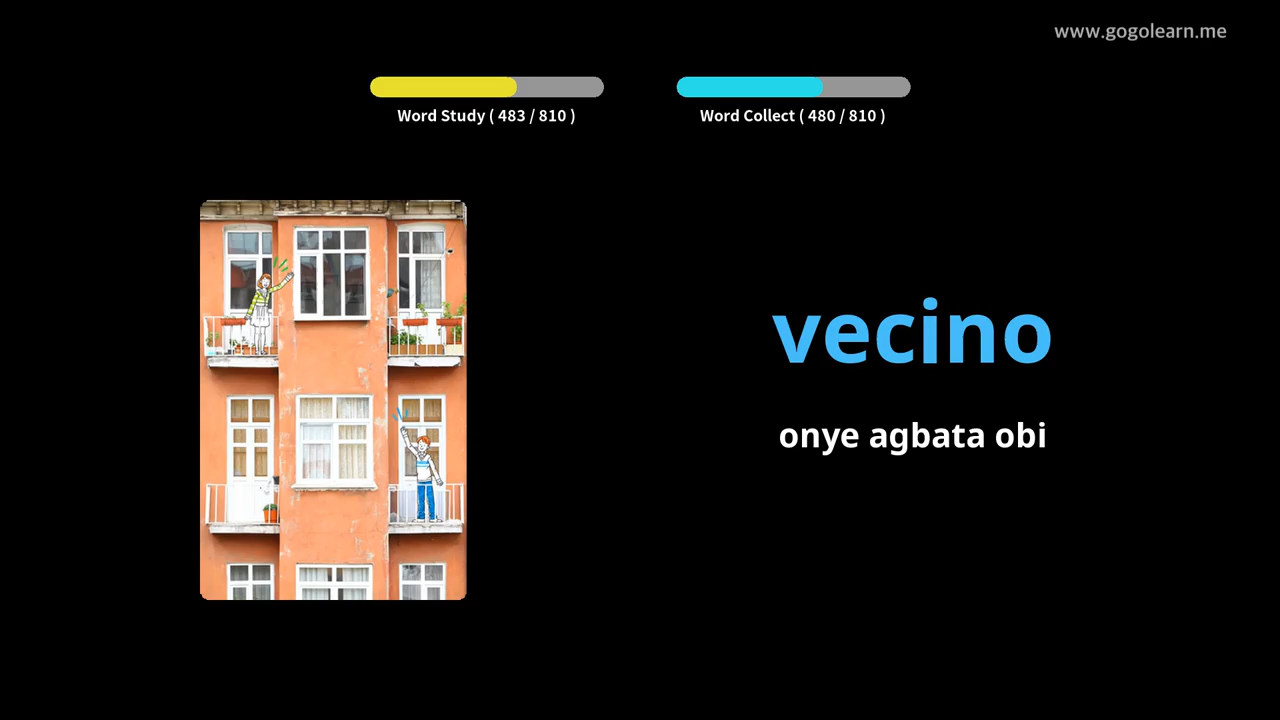 www.gogolearn.me
Word Study ( 483 / 810 )
Word Collect ( 480 / 810 )
vecino
onye agbata obi